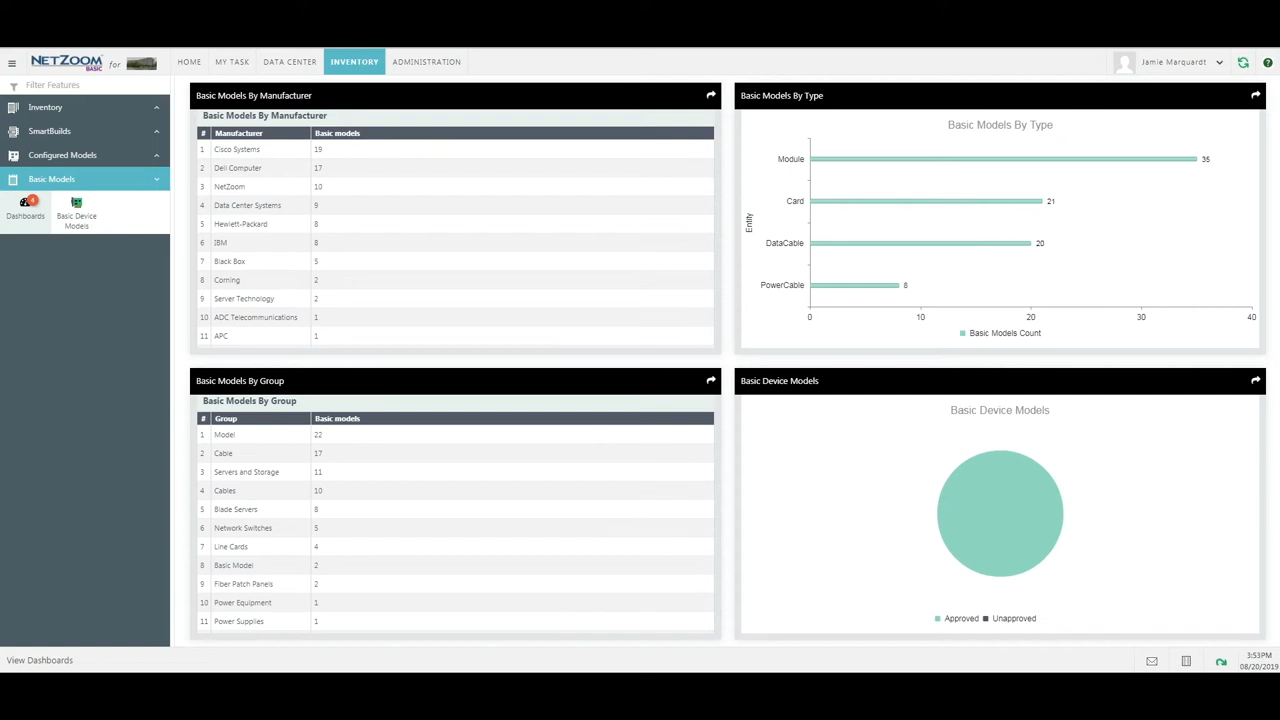 NETZOOM BASIC for
HOME MY TASK DATA CENTER INVENTORY ADMINISTRATION
Jamie Marquardt
Filter Features
Inventory
SmartBuilds
Configured Models
Basic Models
4
Dashboards
Basic Device
Models
Basic Models By Manufacturer
Basic Models By Manufacturer
# Manufacturer Basic models
1 Cisco Systems 19
2 Dell Computer 17
3 NetZoom 10
4 Data Center Systems 9
5 Hewlett-Packard 8
6 IBM 8
7 Black Box 5
8 Corning 2
9 Server Technology 2
10 ADC Telecommunications 1
11 APC 1
Basic Models By Type
Basic Models By Type
Entity
Module 35
Card 21
DataCable 20
PowerCable 8
0 10 20 30 40
Basic Models Count
Basic Models By Group
Basic Models By Group
# Group Basic models
1 Model 22
2 Cable 17
3 Servers and Storage 11
4 Cables 10
5 Blade Servers 8
6 Network Switches 5
7 Line Cards 4
8 Basic Model 2
9 Fiber Patch Panels 2
10 Power Equipment 1
11 Power Supplies 1
Basic Device Models
Basic Device Models
Approved Unapproved
View Dashboards
3:53PM
08/20/2019